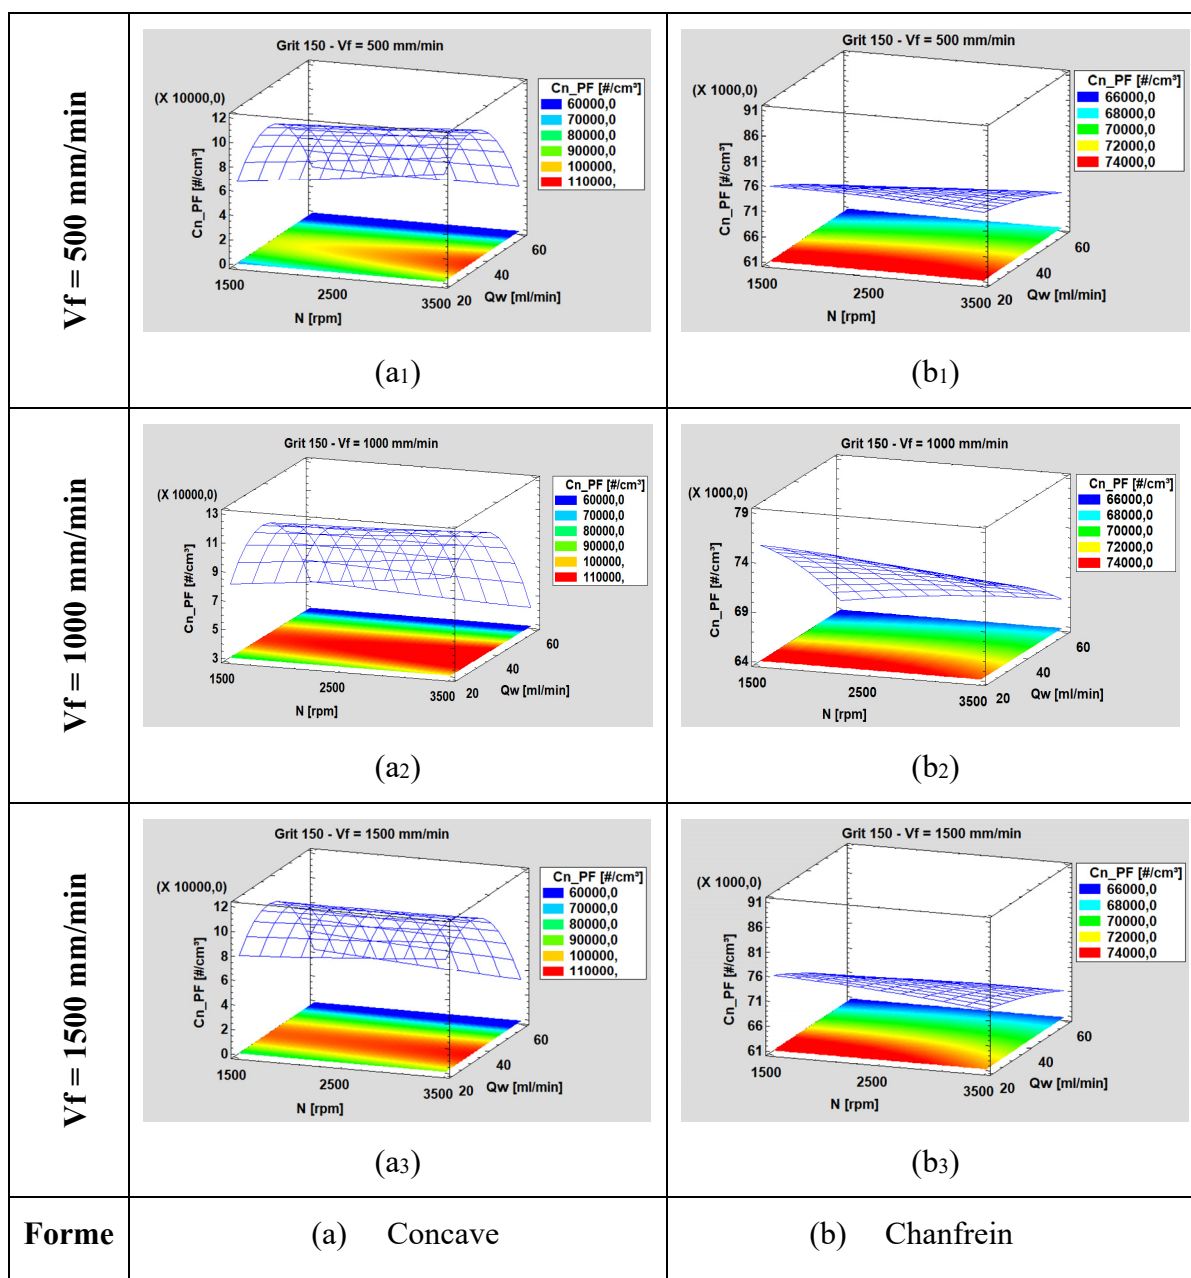 Vf = 500 mm/min
Grit 150 - Vf = 500 mm/min
(X 10000,0)
Cn_PF [#/cm³]
60000,0
70000,0
80000,0
90000,0
100000,
110000,
12
10
8
6
4
2
0
Cn_PF [#/cm³]
1500
2500
3500
N [rpm]
20
40
60
Qw [ml/min]
(a1)
Grit 150 - Vf = 500 mm/min
(X 1000,0)
Cn_PF [#/cm³]
66000,0
68000,0
70000,0
72000,0
74000,0
91
86
81
76
71
66
61
Cn_PF [#/cm³]
1500
2500
3500
N [rpm]
20
40
60
Qw [ml/min]
(b1)
Vf = 1000 mm/min
Grit 150 - Vf = 1000 mm/min
(X 10000,0)
Cn_PF [#/cm³]
60000,0
70000,0
80000,0
90000,0
100000,
110000,
13
11
9
7
5
3
Cn_PF [#/cm³]
1500
2500
3500
N [rpm]
20
40
60
Qw [ml/min]
(a2)
Grit 150 - Vf = 1000 mm/min
(X 1000,0)
Cn_PF [#/cm³]
66000,0
68000,0
70000,0
72000,0
74000,0
79
74
69
64
Cn_PF [#/cm³]
1500
2500
3500
N [rpm]
20
40
60
Qw [ml/min]
(b2)
Vf = 1500 mm/min
Grit 150 - Vf = 1500 mm/min
(X 10000,0)
Cn_PF [#/cm³]
60000,0
70000,0
80000,0
90000,0
100000,
110000,
12
10
8
6
4
2
0
Cn_PF [#/cm³]
1500
2500
3500
N [rpm]
20
40
60
Qw [ml/min]
(a3)
Grit 150 - Vf = 1500 mm/min
(X 1000,0)
Cn_PF [#/cm³]
66000,0
68000,0
70000,0
72000,0
74000,0
91
86
81
76
71
66
61
Cn_PF [#/cm³]
1500
2500
3500
N [rpm]
20
40
60
Qw [ml/min]
(b3)
Forme
(a) Concave
(b) Chanfrein